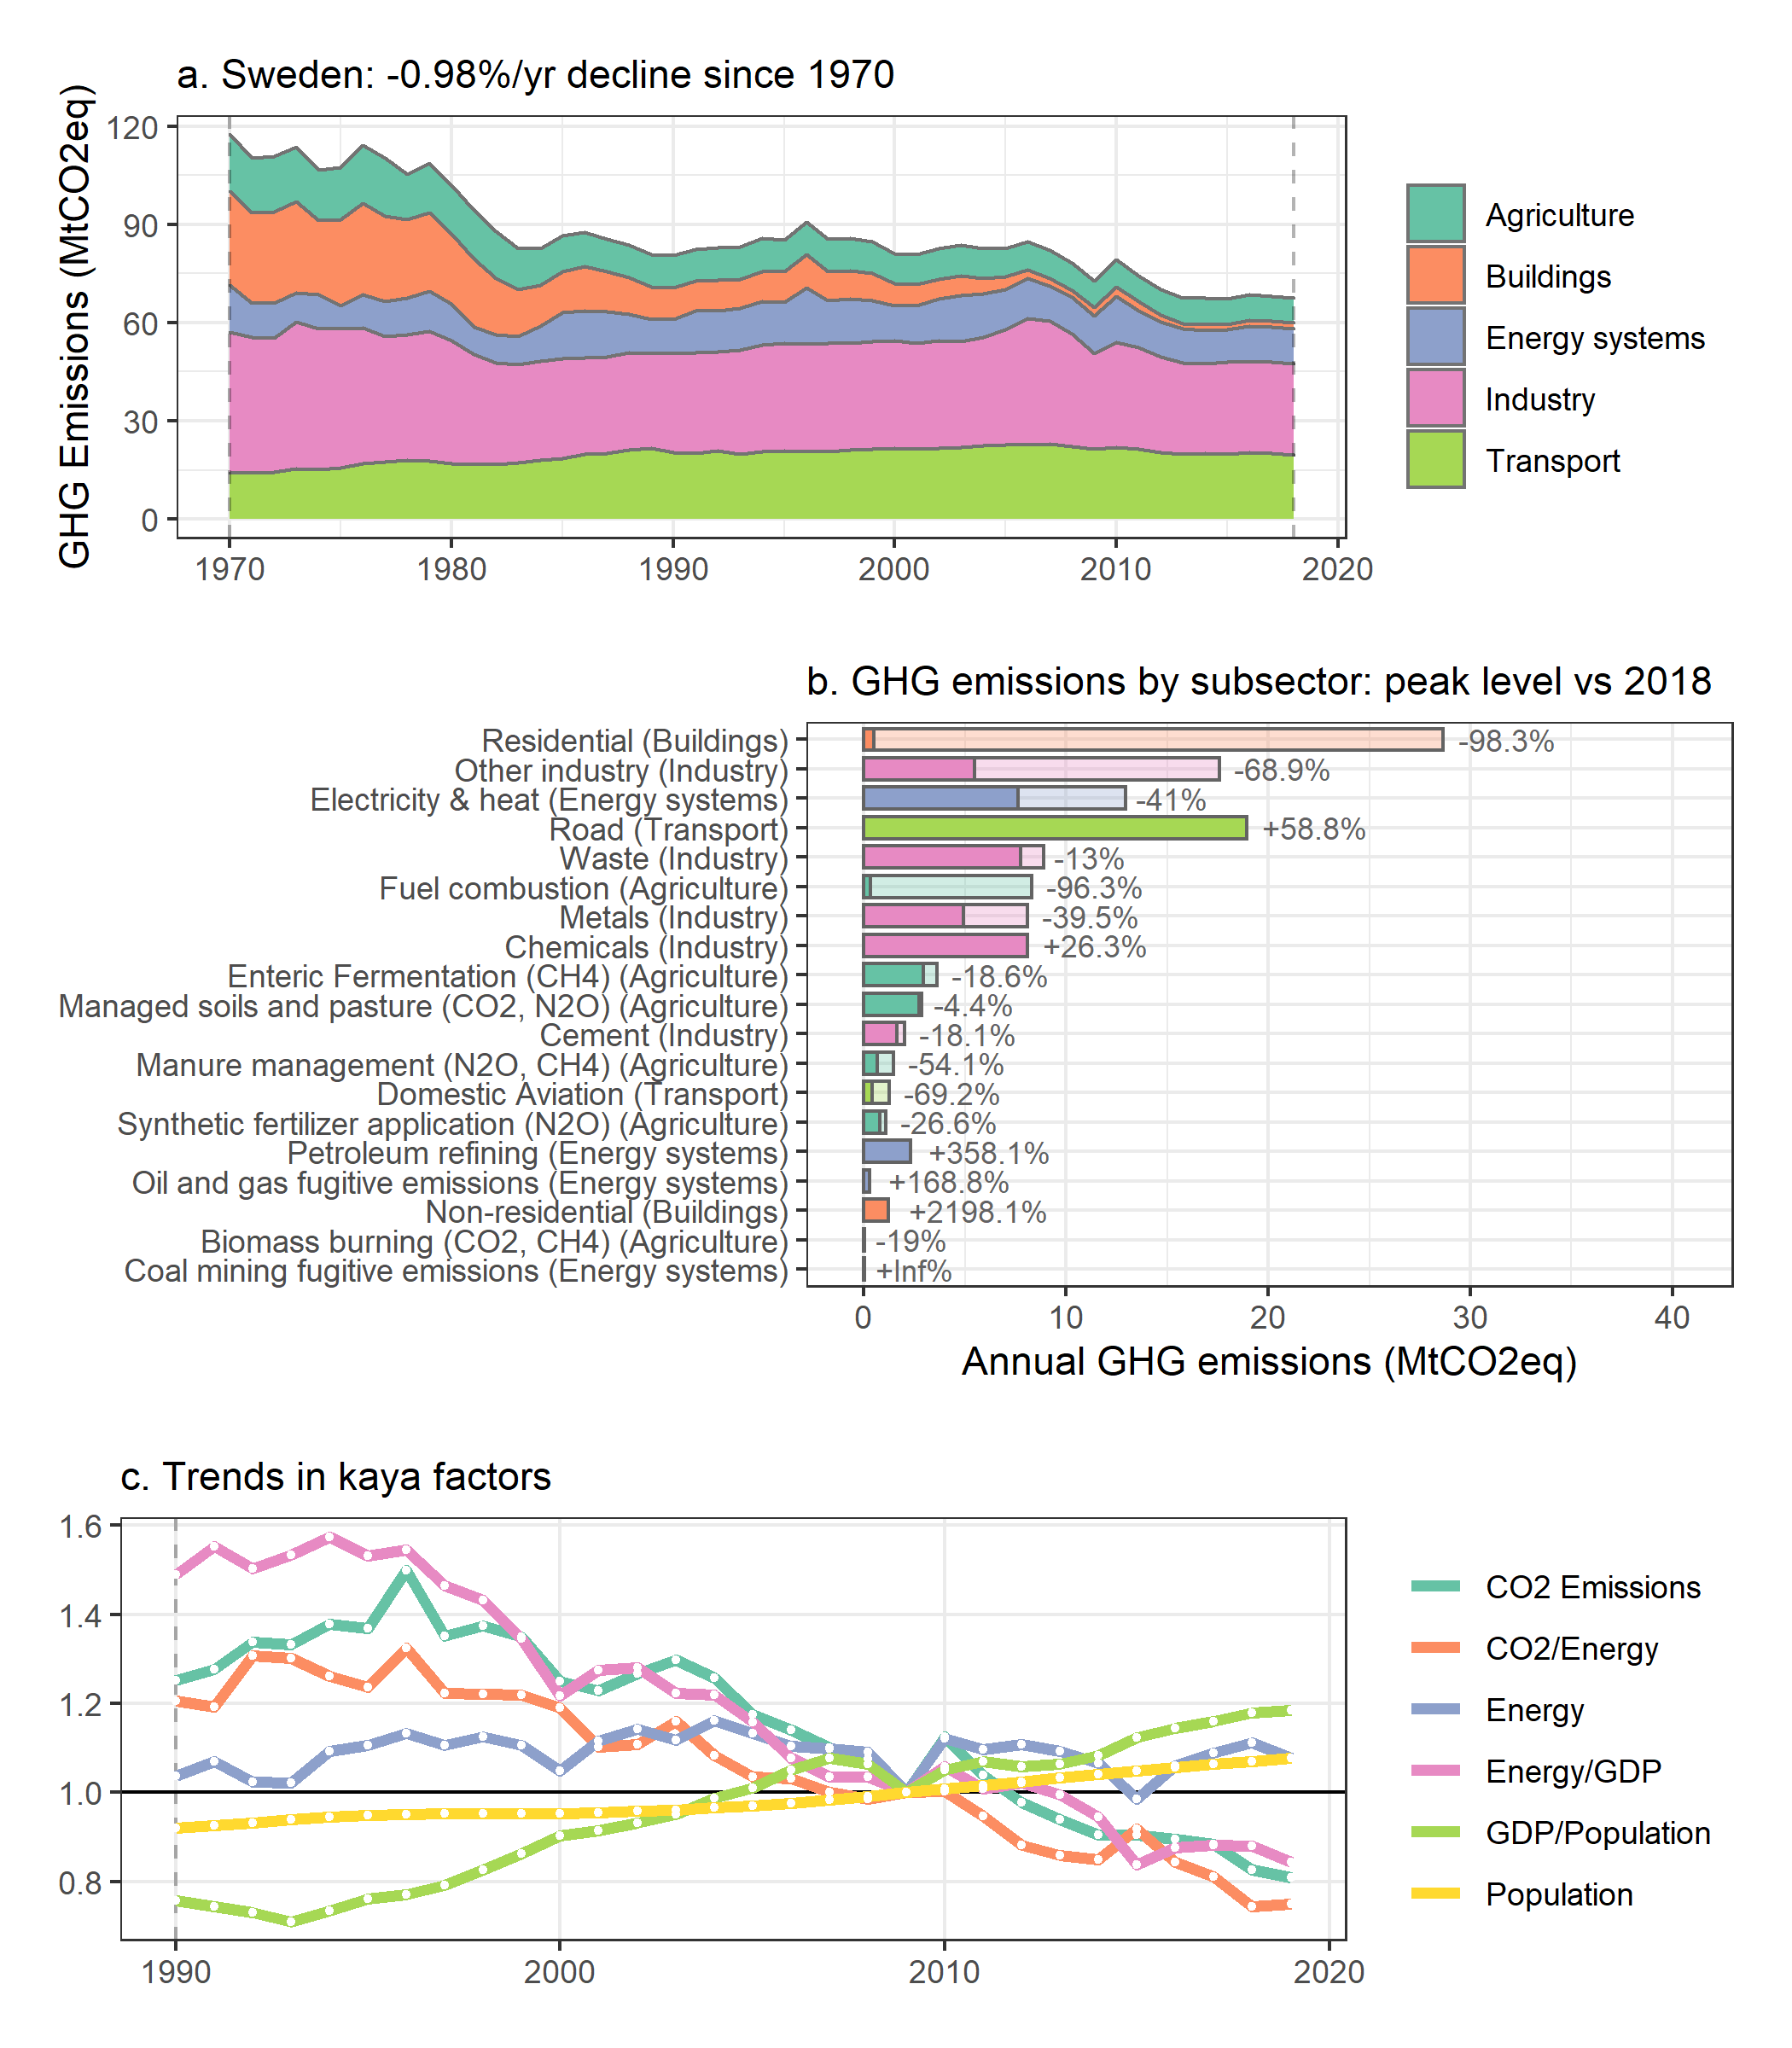 a. Sweden: -0.98%/yr decline since 1970
GHG Emissions (MtCO2eq)
120
90
60
30
0
1970
1980
1990
2000
2010
2020
Agriculture
Buildings
Energy systems
Industry
Transport
b. GHG emissions by subsector: peak level vs 2018
Residential (Buildings)
-98.3%
Other industry (Industry)
-68.9%
Electricity & heat (Energy systems)
-41%
Road (Transport)
+58.8%
Waste (Industry)
-13%
Fuel combustion (Agriculture)
-96.3%
Metals (Industry)
-39.5%
Chemicals (Industry)
+26.3%
Enteric Fermentation (CH4) (Agriculture)
-18.6%
Managed soils and pasture (CO2, N2O) (Agriculture)
-4.4%
Cement (Industry)
-18.1%
Manure management (N2O, CH4) (Agriculture)
-54.1%
Domestic Aviation (Transport)
-69.2%
Synthetic fertilizer application (N2O) (Agriculture)
-26.6%
Petroleum refining (Energy systems)
+358.1%
Oil and gas fugitive emissions (Energy systems)
+168.8%
Non-residential (Buildings)
+2198.1%
Biomass burning (CO2, CH4) (Agriculture)
-19%
Coal mining fugitive emissions (Energy systems)
+Inf%
0
10
20
30
40
Annual GHG emissions (MtCO2eq)
c. Trends in kaya factors
1.6
1.4
1.2
1.0
0.8
1990
2000
2010
2020
CO2 Emissions
CO2/Energy
Energy
Energy/GDP
GDP/Population
Population